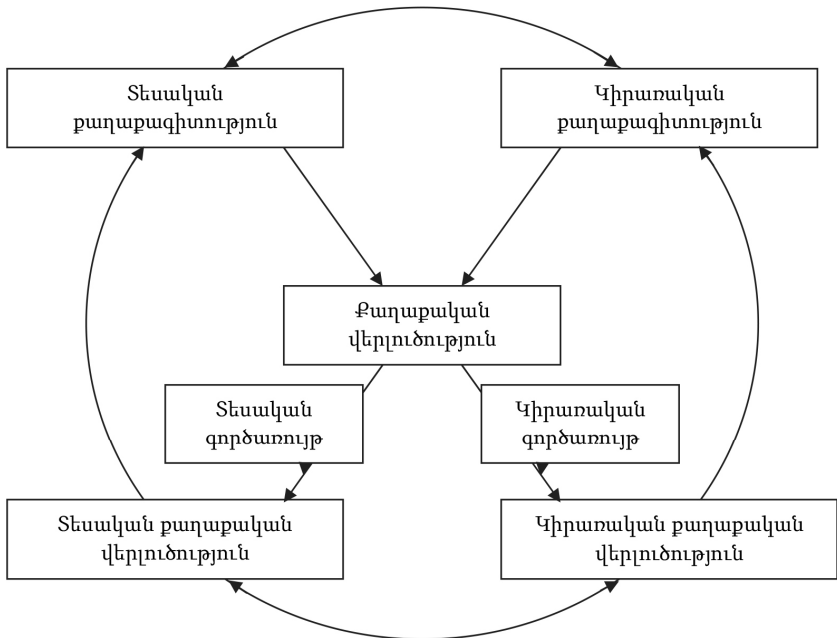 Տեսական
քաղաքագիտություն
Կիրառական
քաղաքագիտություն
Քաղաքական
վերլուծություն
Տեսական
գործառույթ
Կիրառական
գործառույթ
Տեսական քաղաքական
վերլուծություն
Կիրառական քաղաքական
վերլուծություն